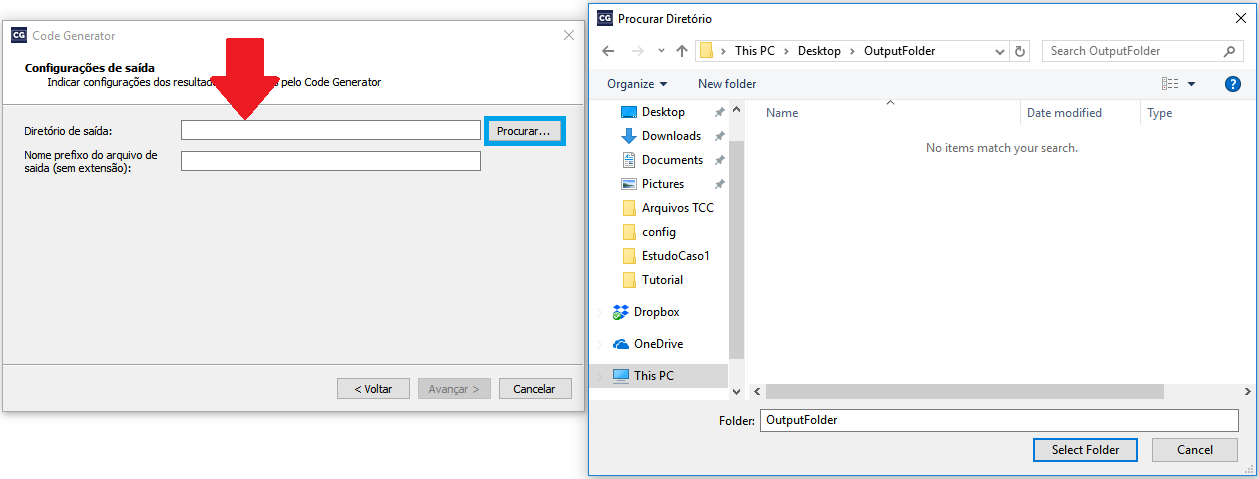 CG Code Generator
Configurações de saída
Indicar configurações dos resultad pelo Code Generator
Diretório de saída:
Procurar...
Nome prefixo do arquivo de
saida (sem extensão):
< Voltar
Avançar >
Cancelar
CG Procurar Diretório
This PC > Desktop > OutputFolder
Search OutputFolder
Organize
New folder
?
Desktop
Downloads
Documents
Pictures
Arquivos TCC
config
EstudoCaso1
Tutorial
Dropbox
OneDrive
This PC
Name
Date modified
Type
No items match your search.
Folder:
OutputFolder
Select Folder
Cancel